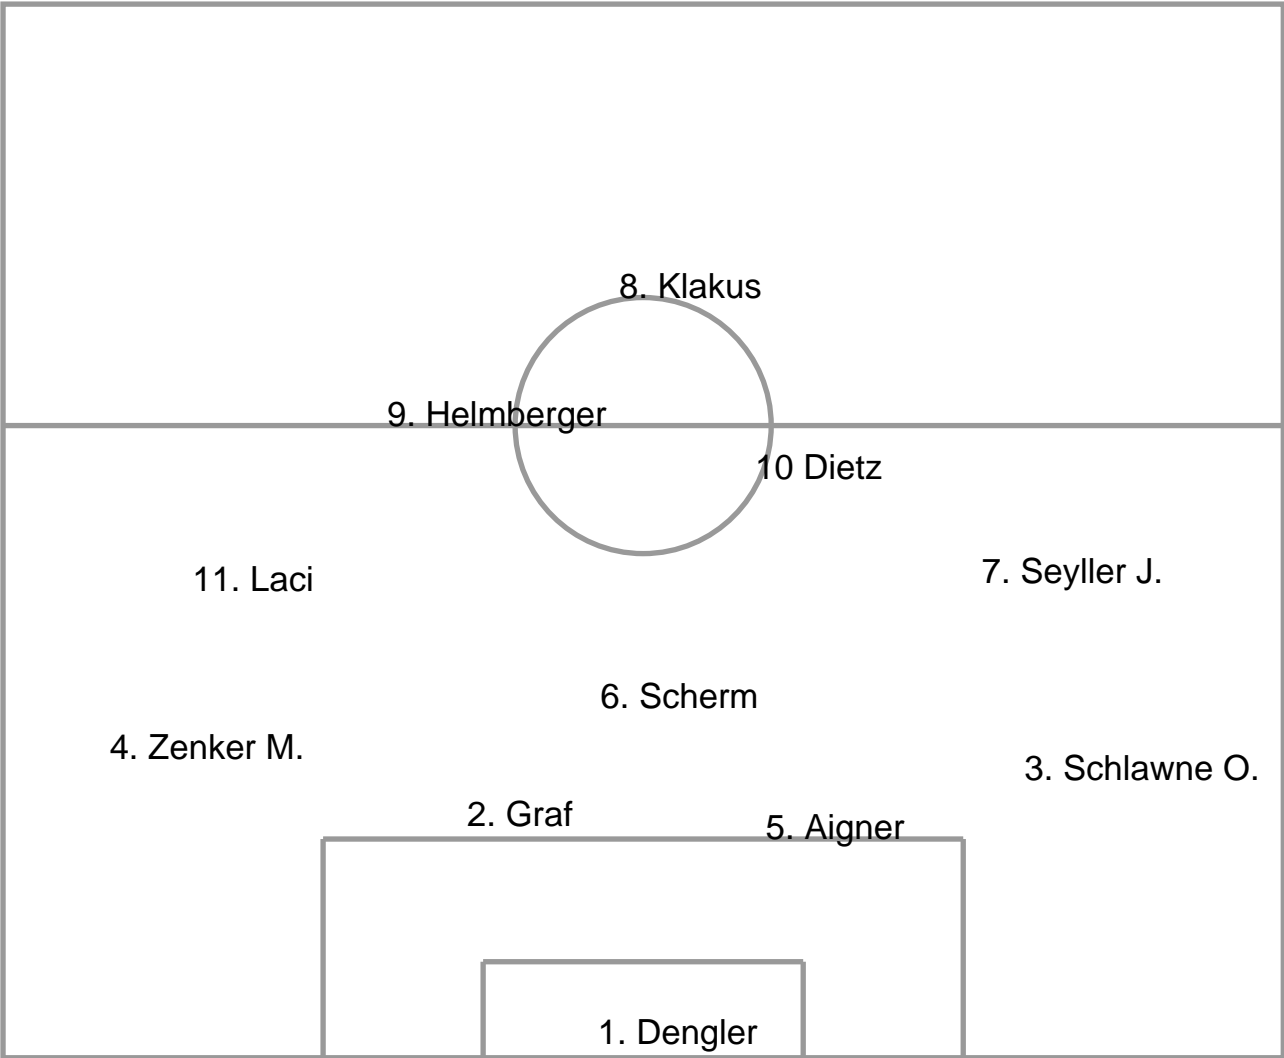 8. Klakus
9. Helmberger
10 Dietz
11. Laci
7. Seyller J.
6. Scherm
4. Zenker M.
3. Schlawne O.
2. Graf
5. Aigner
1. Dengler